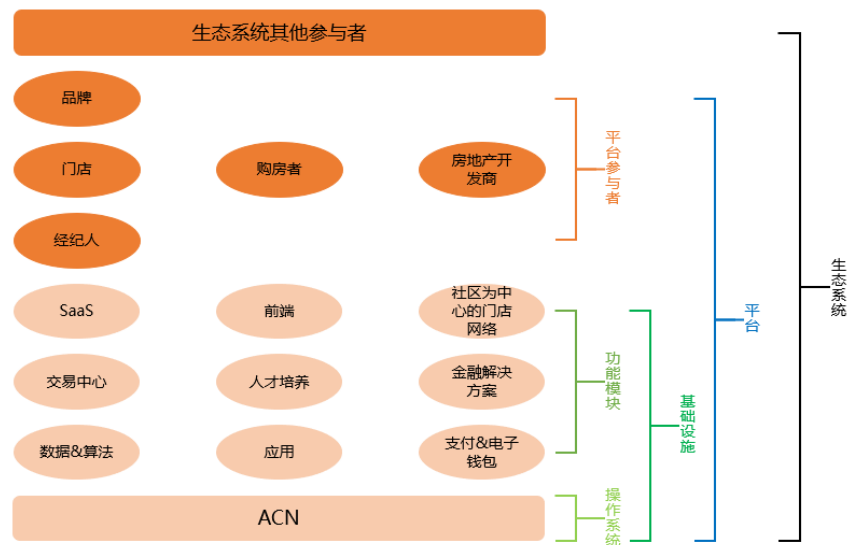 生态系统其他参与者
品牌
门店
购房者
房地产开
发商
经纪人
平台参与者
SaaS
前端
社区为中
心的门店
网络
交易中心
人才培养
金融解决
方案
数据&算法
应用
支付&电子
钱包
功能模块
ACN
操作系统
基础设施
平台
生态系统